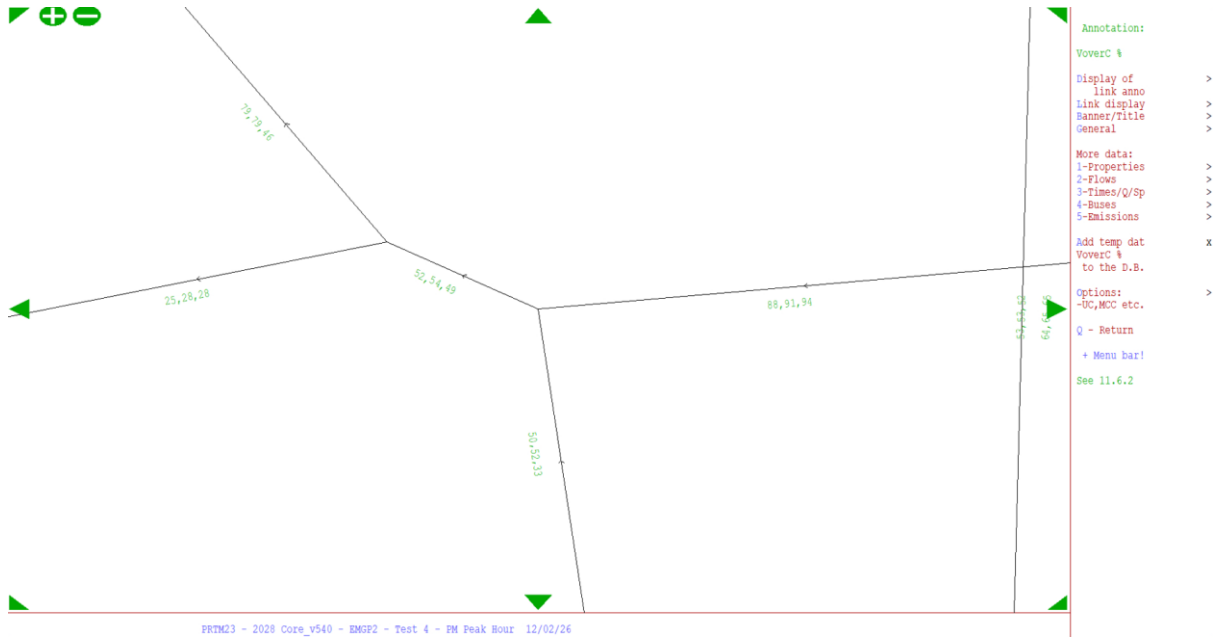 Annotation:
VoverC %
Display of >
link anno
Link display >
Banner/Title >
General >
More data:
1-Properties >
2-Flows >
3-Times/Q/Sp >
4-Buses >
5-Emissions >
Add temp dat x
VoverC %
to the D.B.
Options: >
-UC,MCC etc.
Q - Return
+ Menu bar!
See 11.6.2
79,79,46
52,54,49
25,28,28
88,91,94
50,52,33
PRTM23 - 2028 Core_v540 - EMGP2 - Test 4 - PM Peak Hour 12/02/26